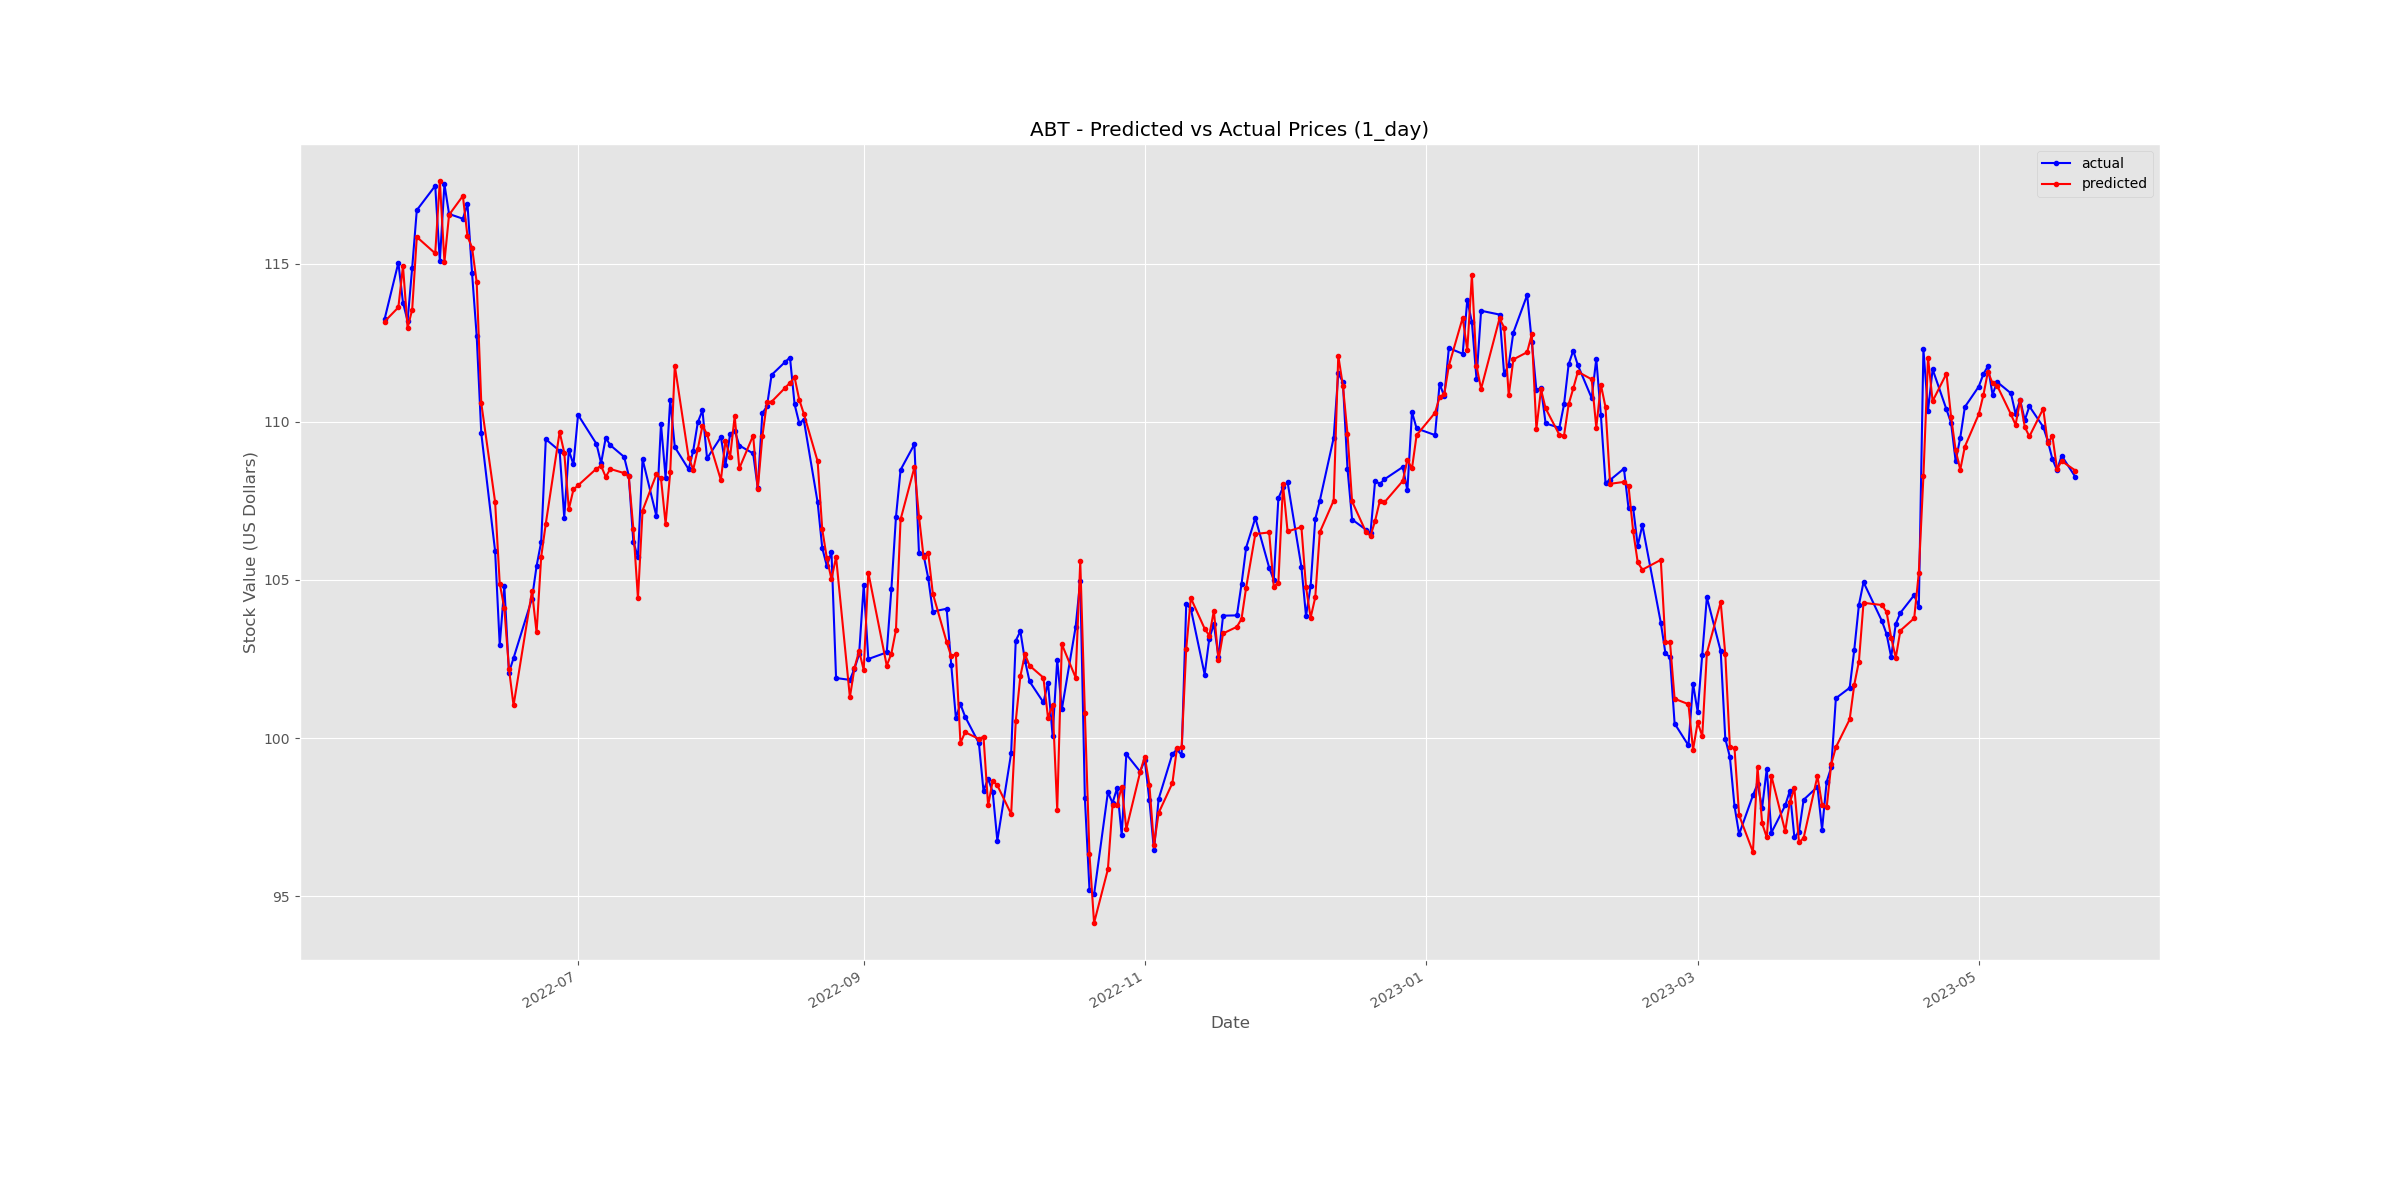 ABT - Predicted vs Actual Prices (1_day)
actual
predicted
Stock Value (US Dollars)
115
110
105
100
95
2022-07
2022-09
2022-11
2023-01
2023-03
2023-05
Date